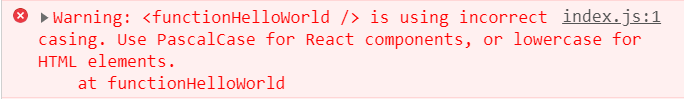 Warning: <functionHelloWorld /> is using incorrect index.js:1
casing. Use PascalCase for React components, or lowercase for
HTML elements.
at functionHelloWorld